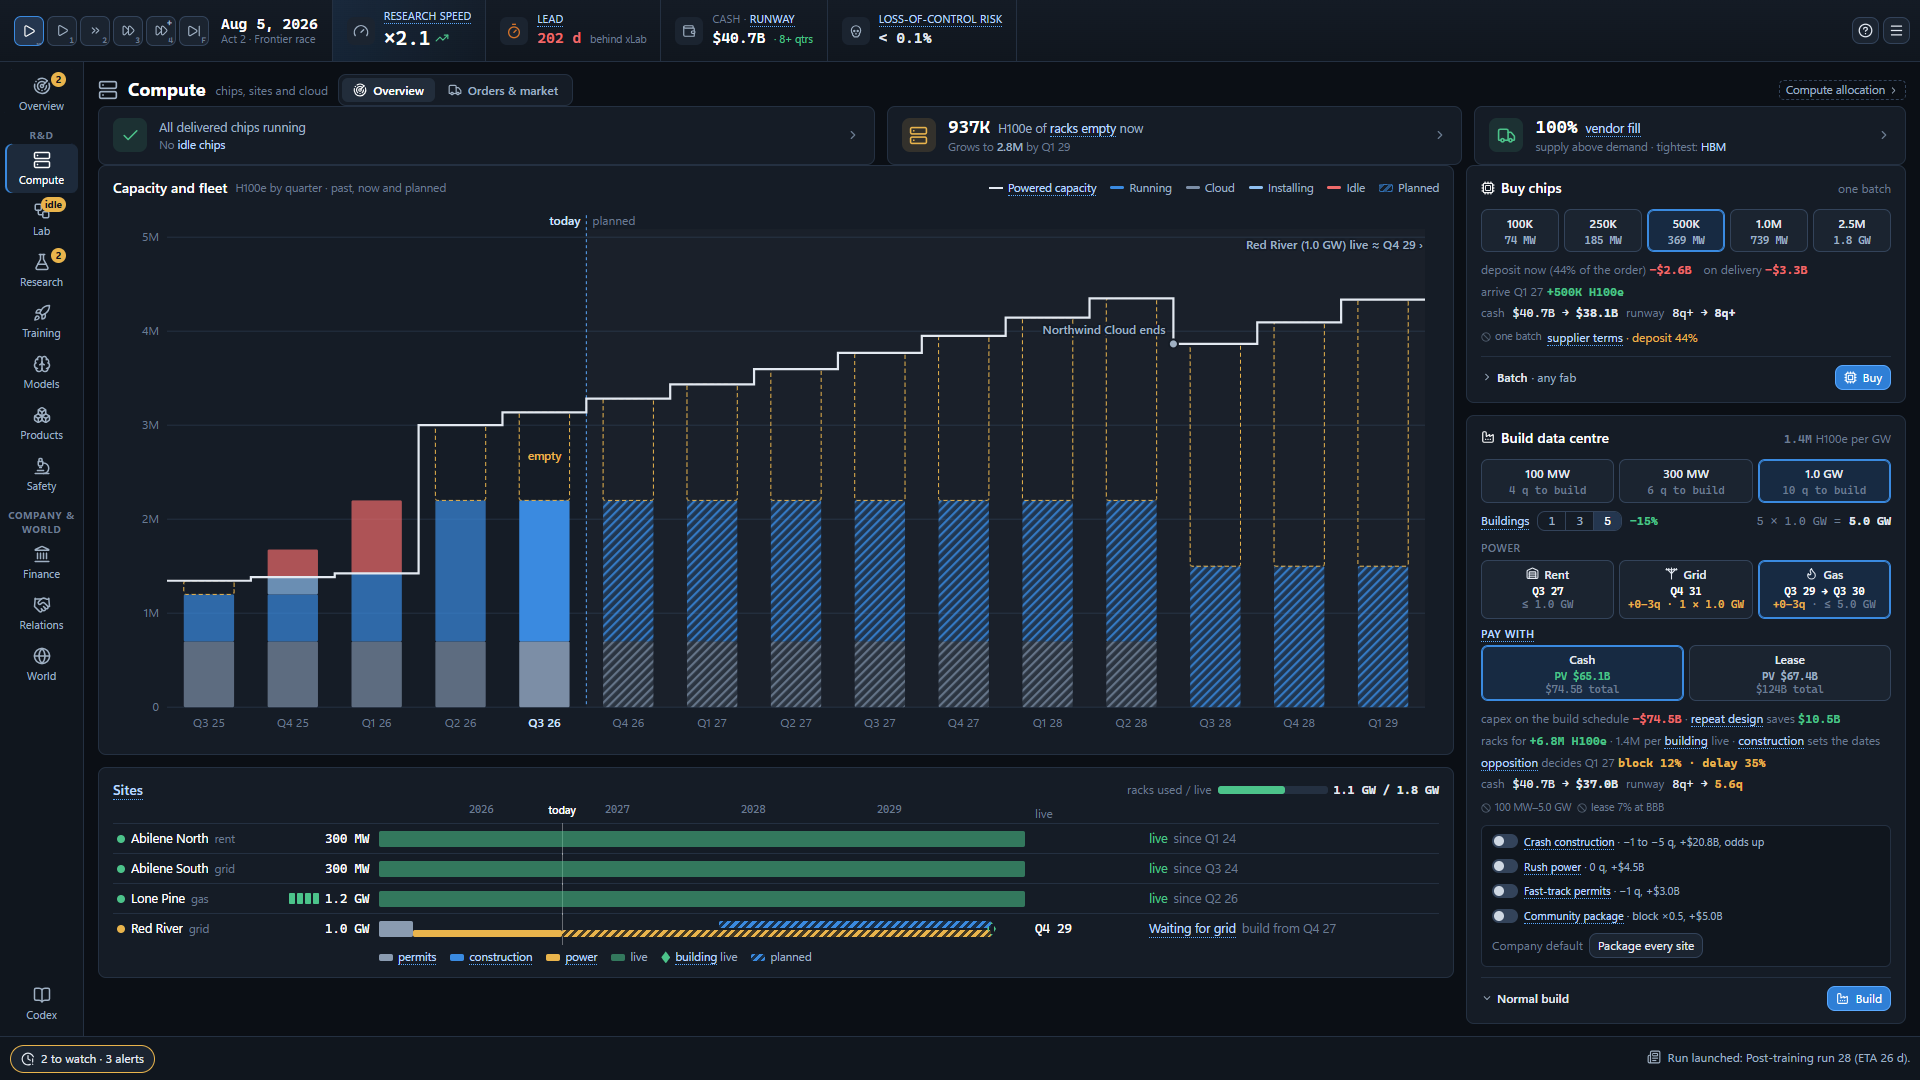 Aug 5, 2026
Act 2 · Frontier race
RESEARCH SPEED
×2.1
LEAD
202 d behind xLab
CASH · RUNWAY
$40.7B · 8+ qtrs
LOSS-OF-CONTROL RISK
< 0.1%
Overview 2
R&D
Compute
Lab idle
Research 2
Training
Models
Products
Safety
COMPANY & WORLD
Finance
Relations
World
Codex
Compute chips, sites and cloud
Overview
Orders & market
Compute allocation ›
All delivered chips running
No idle chips
937K H100e of racks empty now
Grows to 2.8M by Q1 29
100% vendor fill
supply above demand · tightest: HBM
Capacity and fleet H100e by quarter · past, now and planned
Powered capacity Running Cloud Installing Idle Planned
today planned
Red River (1.0 GW) live ≈ Q4 29 ›
Northwind Cloud ends
empty
5M
4M
3M
2M
1M
0
Q3 25 Q4 25 Q1 26 Q2 26 Q3 26 Q4 26 Q1 27 Q2 27 Q3 27 Q4 27 Q1 28 Q2 28 Q3 28 Q4 28 Q1 29
Sites
racks used / live 1.1 GW / 1.8 GW
2026 today 2027 2028 2029 live
Abilene North rent 300 MW live since Q1 24
Abilene South grid 300 MW live since Q3 24
Lone Pine gas 1.2 GW live since Q2 26
Red River grid 1.0 GW Q4 29 Waiting for grid build from Q4 27
permits construction power live building live planned
Buy chips one batch
100K 250K 500K 1.0M 2.5M
74 MW 185 MW 369 MW 739 MW 1.8 GW
deposit now (44% of the order) −$2.6B on delivery −$3.3B
arrive Q1 27 +500K H100e
cash $40.7B → $38.1B runway 8q+ → 8q+
one batch supplier terms · deposit 44%
Batch · any fab
Buy
Build data centre 1.4M H100e per GW
100 MW 300 MW 1.0 GW
4 q to build 6 q to build 10 q to build
Buildings 1 3 5 −15% 5 × 1.0 GW = 5.0 GW
POWER
Rent Grid Gas
Q3 27 Q4 31 Q3 29 → Q3 30
≤ 1.0 GW +0–3q · 1 × 1.0 GW +0–3q · ≤ 5.0 GW
PAY WITH
Cash Lease
PV $65.1B PV $67.4B
$74.5B total $124B total
capex on the build schedule −$74.5B · repeat design saves $10.5B
racks for +6.8M H100e · 1.4M per building live · construction sets the dates
opposition decides Q1 27 block 12% · delay 35%
cash $40.7B → $37.0B runway 8q+ → 5.6q
100 MW–5.0 GW lease 7% at BBB
Crash construction · −1 to −5 q, +$20.8B, odds up
Rush power · 0 q, +$4.5B
Fast-track permits · −1 q, +$3.0B
Community package · block ×0.5, +$5.0B
Company default Package every site
Normal build
Build
2 to watch · 3 alerts
Run launched: Post-training run 28 (ETA 26 d).